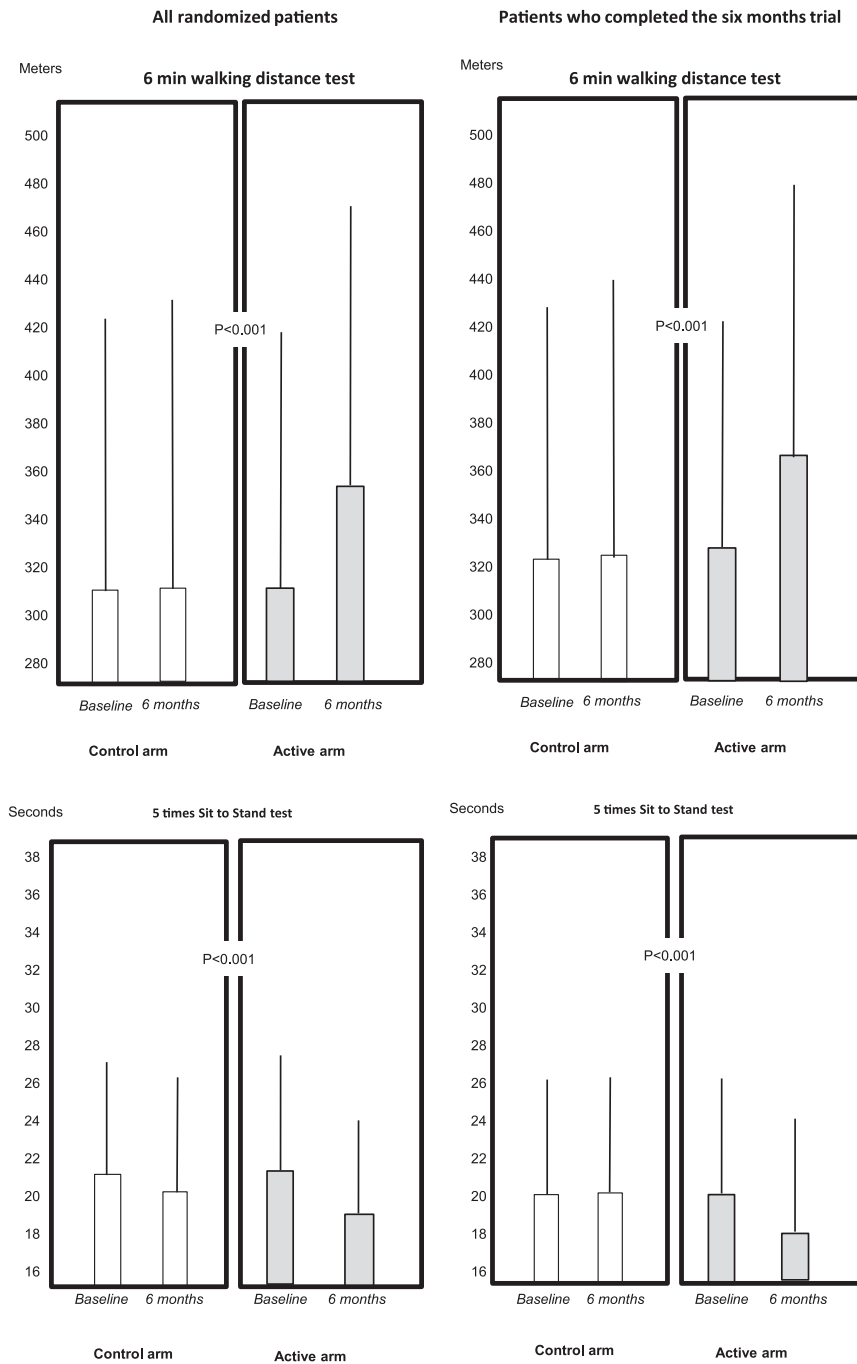 All randomized patients
Patients who completed the six months trial
Meters
6 min walking distance test
500
480
460
440
420
400
380
360
340
320
300
280
P<0.001
Baseline 6 months Baseline 6 months
Control arm Active arm
Meters
6 min walking distance test
500
480
460
440
420
400
380
360
340
320
300
280
P<0.001
Baseline 6 months Baseline 6 months
Control arm Active arm
Seconds
5 times Sit to Stand test
38
36
34
32
30
28
26
24
22
20
18
16
P<0.001
Baseline 6 months Baseline 6 months
Control arm Active arm
Seconds
5 times Sit to Stand test
38
36
34
32
30
28
26
24
22
20
18
16
P<0.001
Baseline 6 months Baseline 6 months
Control arm Active arm